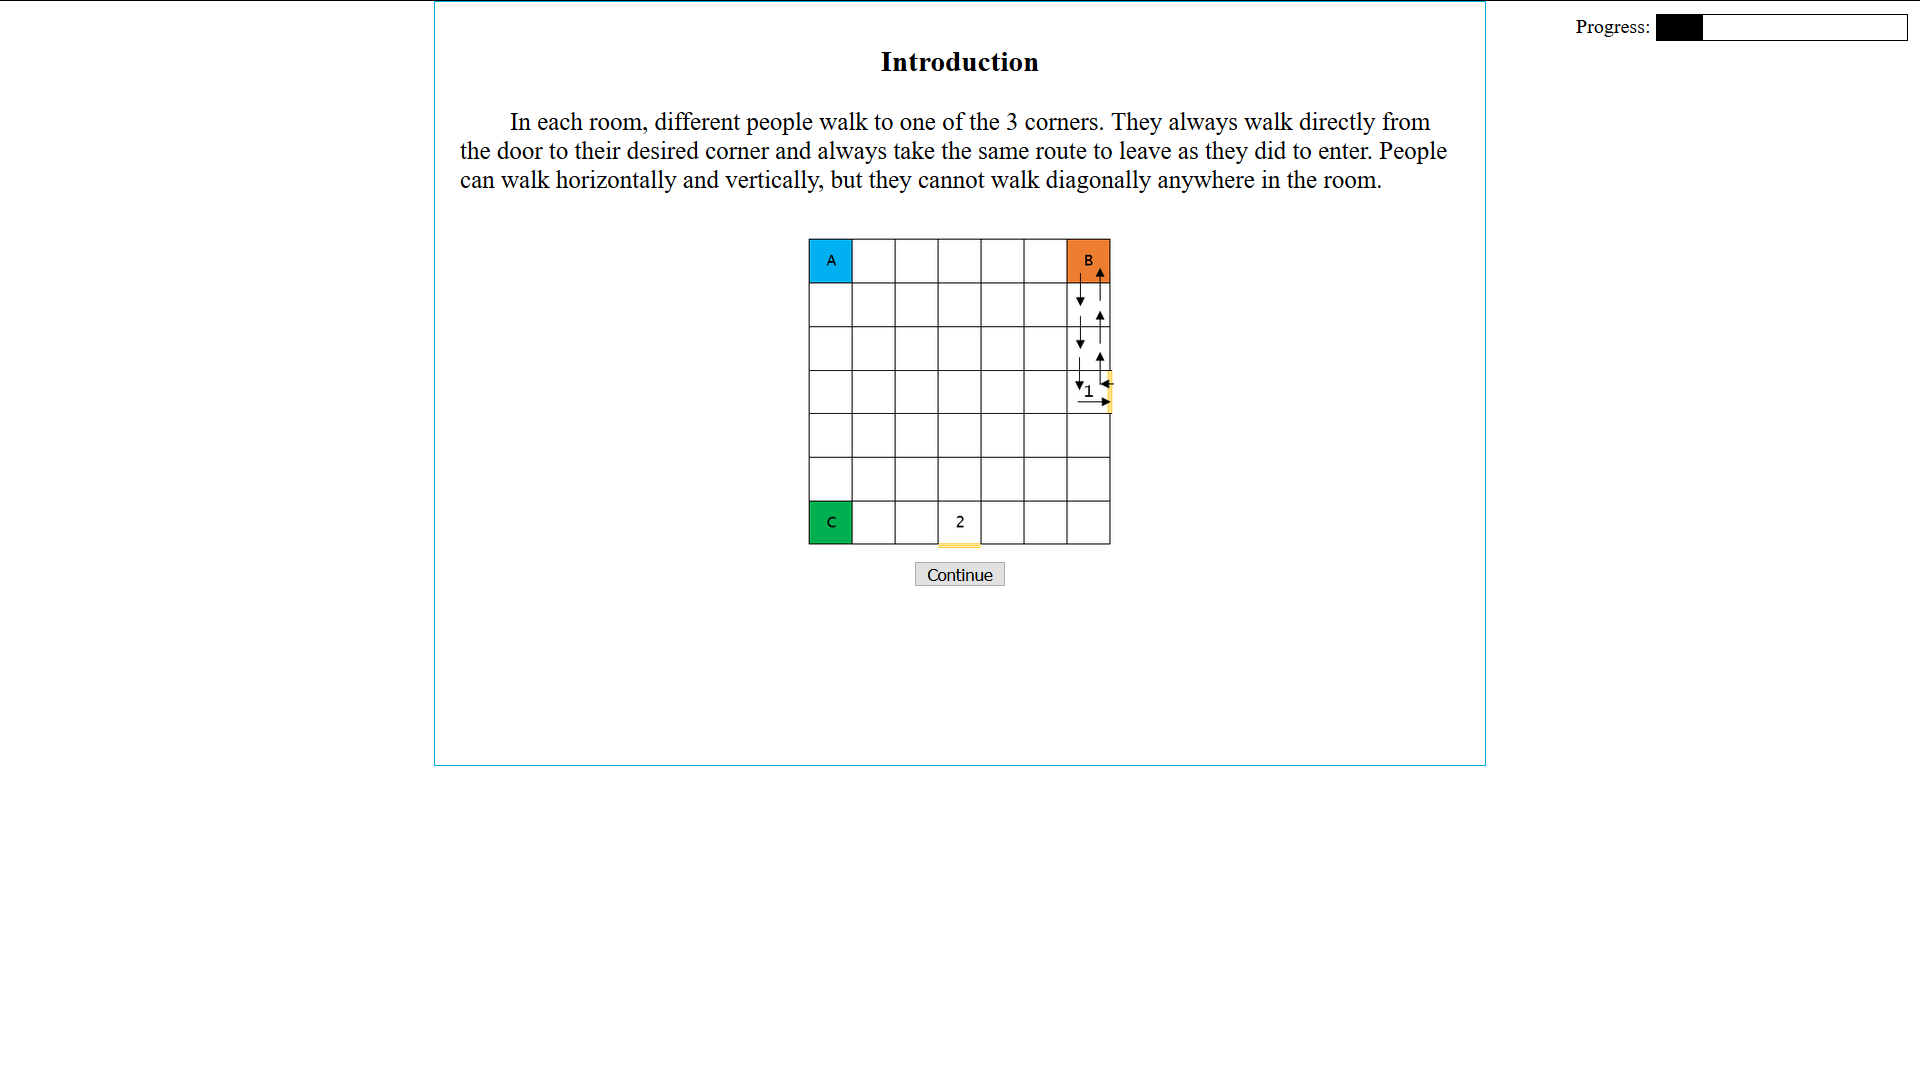 Progress:
Introduction
In each room, different people walk to one of the 3 corners. They always walk directly from
the door to their desired corner and always take the same route to leave as they did to enter. People
can walk horizontally and vertically, but they cannot walk diagonally anywhere in the room.
A
B
1
C
2
Continue